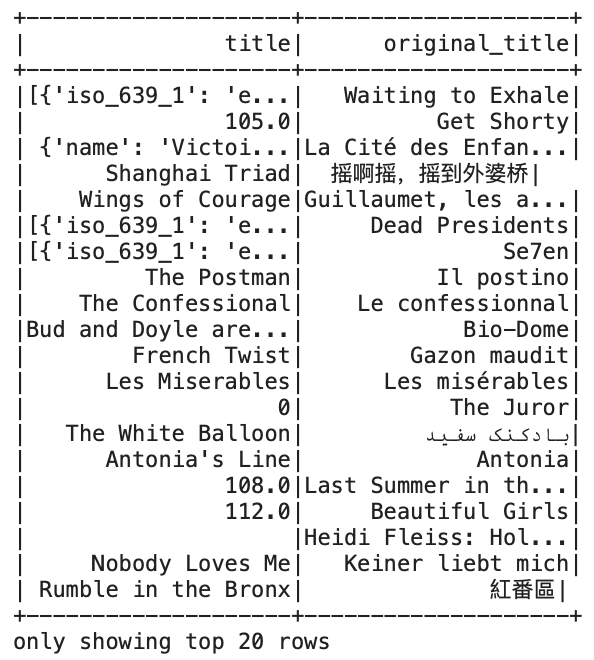 +--------------------+--------------------+
|               title|      original_title|
+--------------------+--------------------+
|[{'iso_639_1': 'e...|   Waiting to Exhale|
|               105.0|          Get Shorty|
| {'name': 'Victoi...|La Cité des Enfan...|
|      Shanghai Triad|  摇啊摇，摇到外婆桥|
|    Wings of Courage|Guillaumet, les a...|
|[{'iso_639_1': 'e...|     Dead Presidents|
|[{'iso_639_1': 'e...|               Se7en|
|         The Postman|          Il postino|
|    The Confessional|    Le confessionnal|
|Bud and Doyle are...|            Bio-Dome|
|        French Twist|        Gazon maudit|
|      Les Miserables|      Les misérables|
|                   0|           The Juror|
|   The White Balloon|         بادکنک سفید|
|      Antonia's Line|             Antonia|
|               108.0|Last Summer in th...|
|               112.0|     Beautiful Girls|
|                    |Heidi Fleiss: Hol...|
|     Nobody Loves Me|   Keiner liebt mich|
| Rumble in the Bronx|              紅番區|
+--------------------+--------------------+
only showing top 20 rows